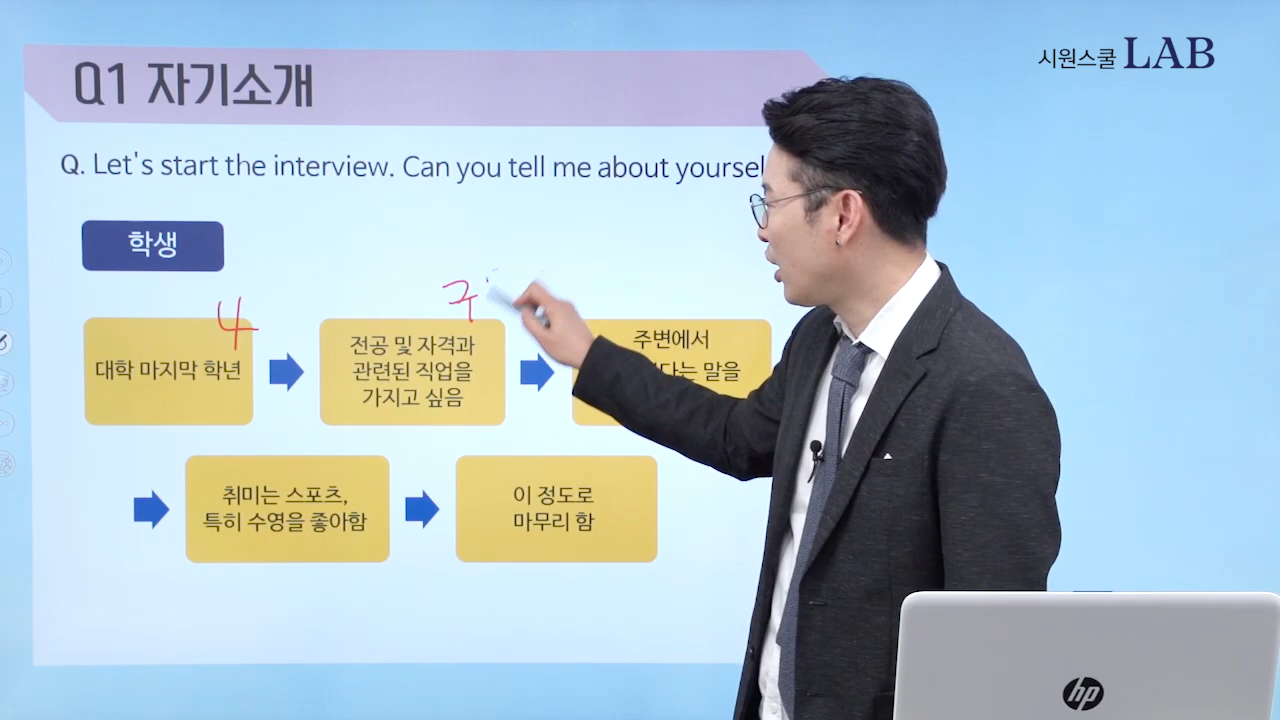 시원스쿨 LAB
Q1 자기소개
Q. Let's start the interview. Can you tell me about
학생
4
대학 마지막 학년
전공 및 자격과
관련된 직업을
가지고 싶음
주변에서
말을
취미는 스포츠,
특히 수영을 좋아함
이 정도로
마무리 함
hp